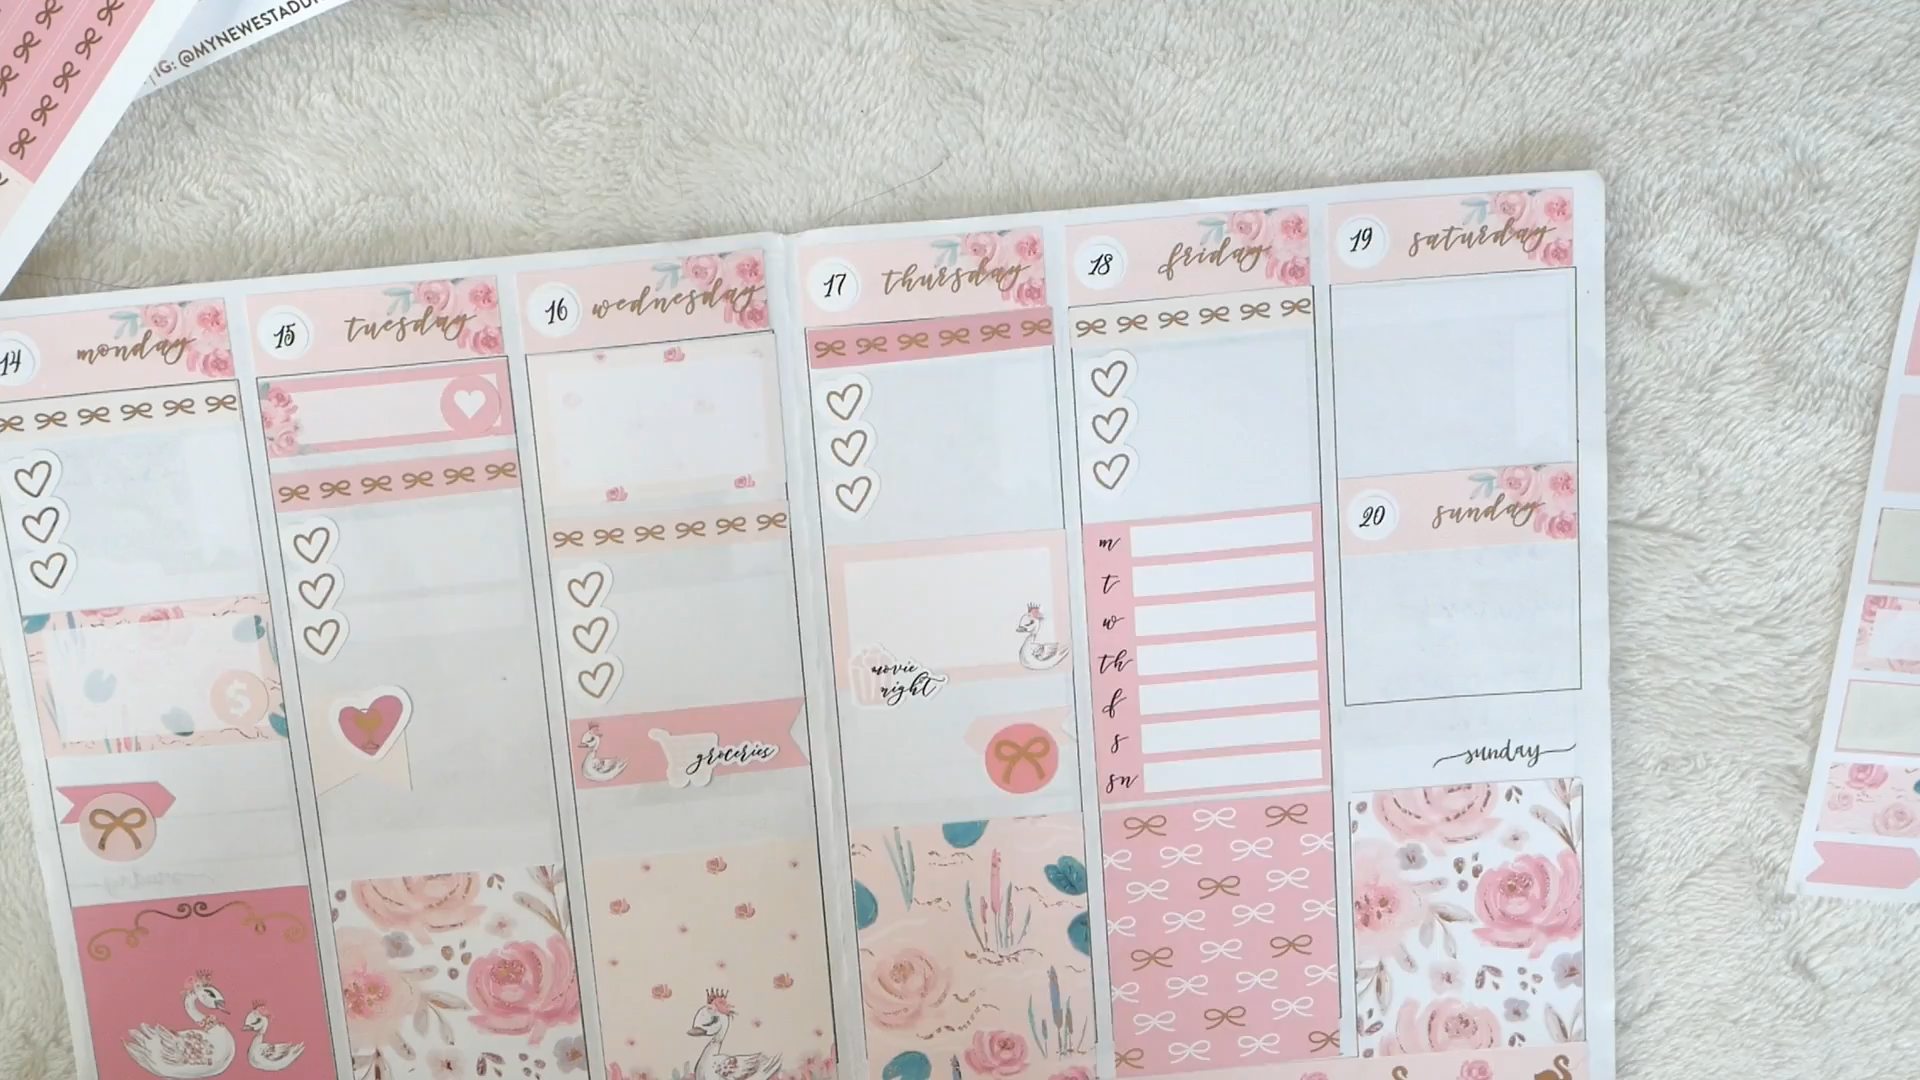 IG: @MYNEWESTADDI
14 monday
15 tuesday
16 wednesday
17 thursday
18 friday
19 saturday
20 sunday
$
movie
night
groceries
m
t
w
th
f
s
sn
sunday